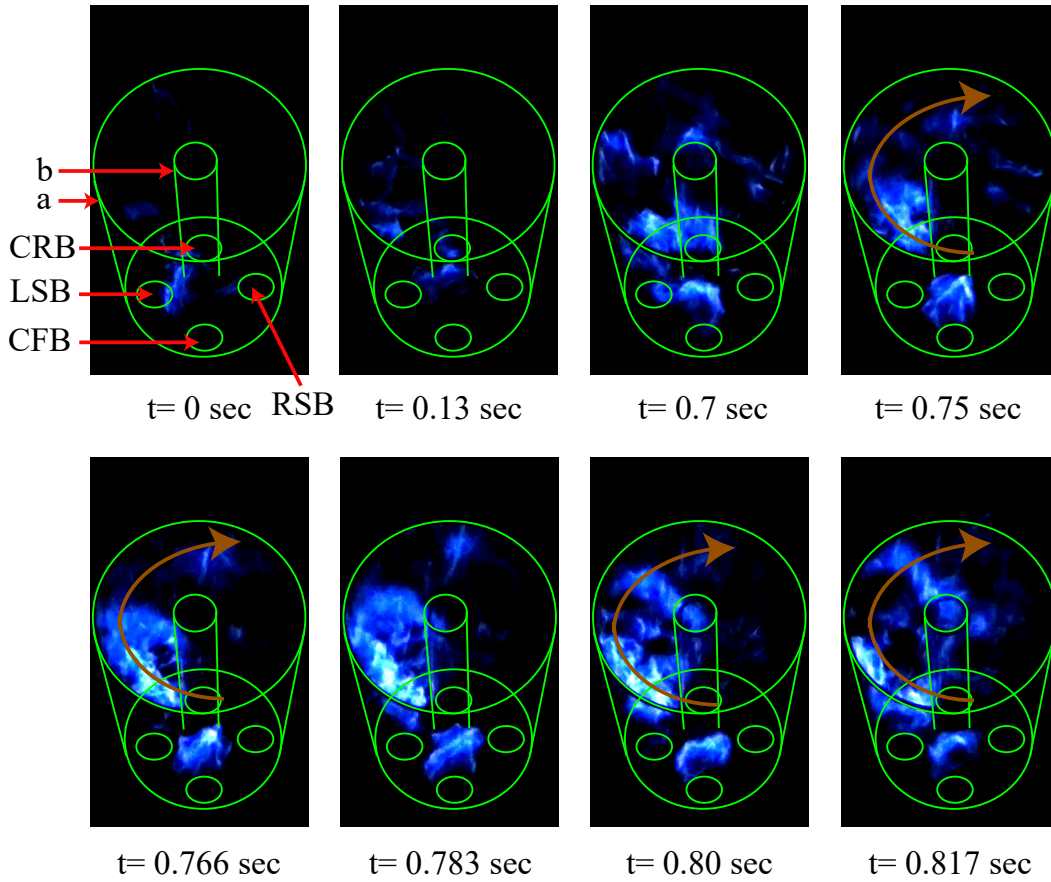 b
a
CRB
LSB
CFB
RSB
t= 0 sec
t= 0.13 sec
t= 0.7 sec
t= 0.75 sec
t= 0.766 sec
t= 0.783 sec
t= 0.80 sec
t= 0.817 sec